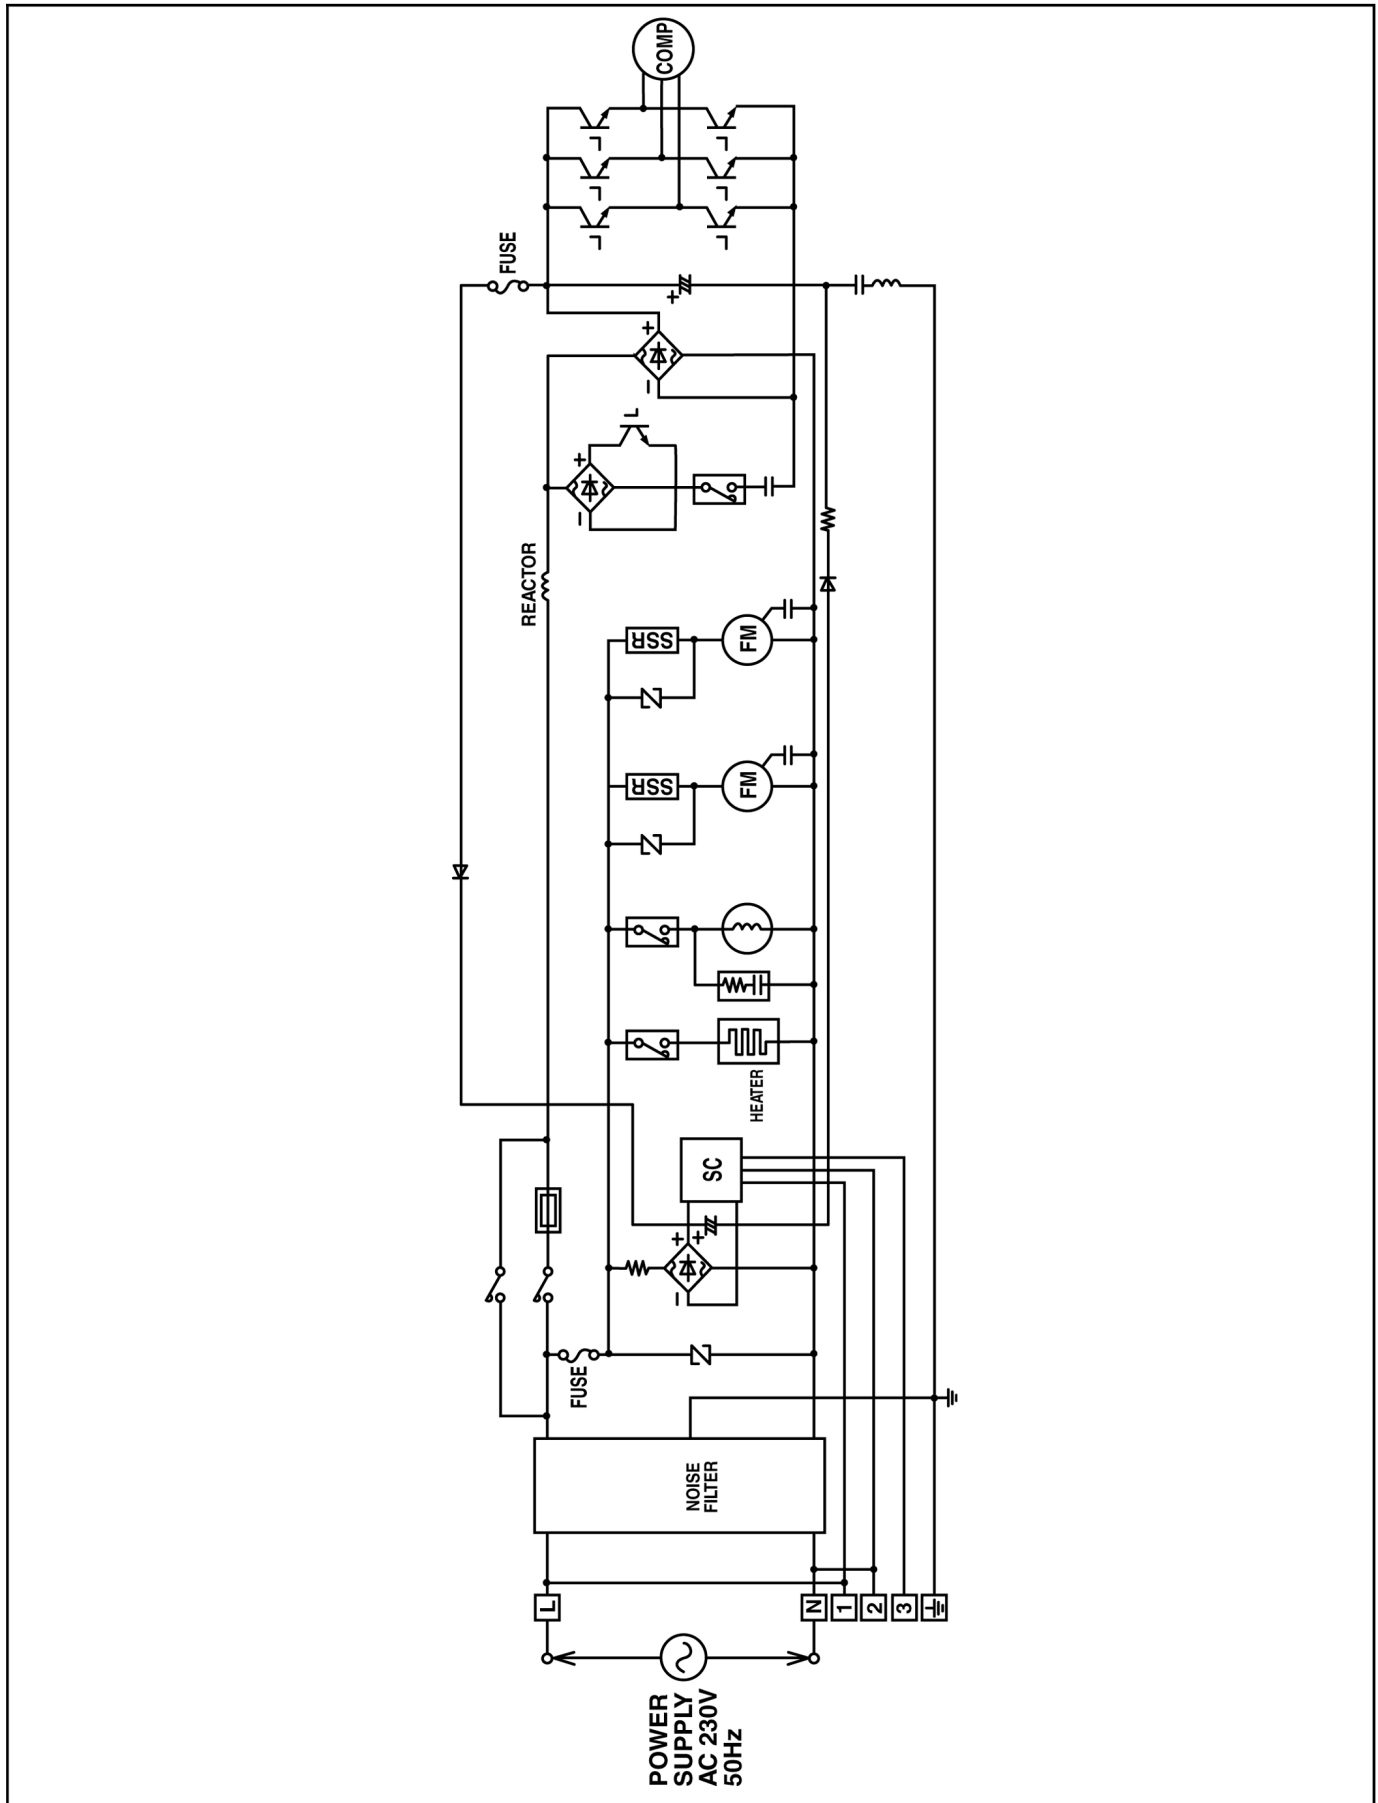 COMP
FUSE
+
+
−
L
+
−
REACTOR
SSR
FM
SSR
FM
HEATER
SC
+
+
−
FUSE
NOISE
FILTER
L
N
1
2
3
POWER
SUPPLY
AC 230V
50Hz